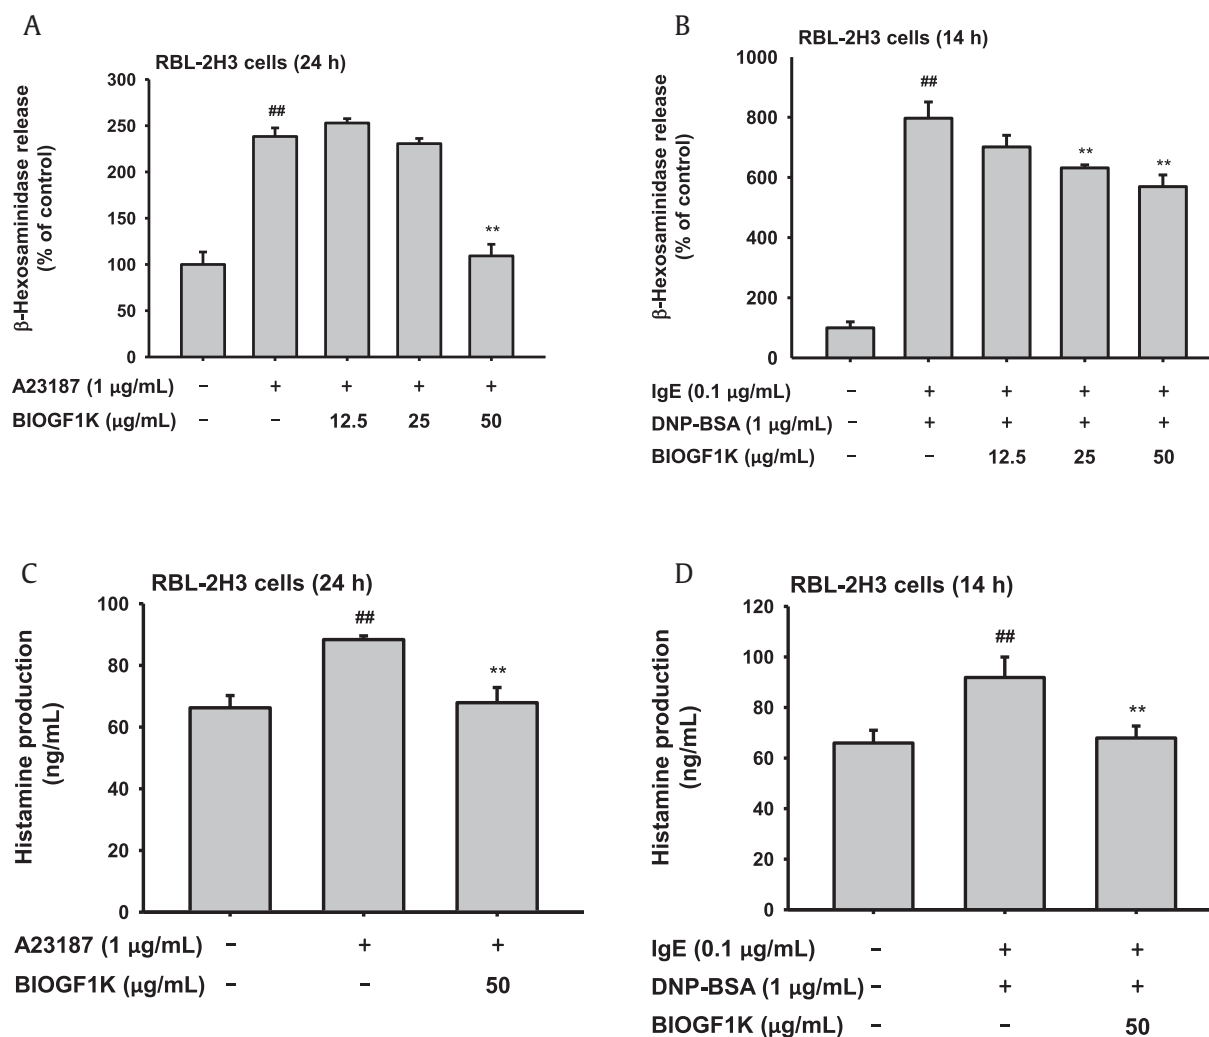 A
RBL-2H3 cells (24 h)
β-Hexosaminidase release
(% of control)
300
250
200
150
100
50
0
##
**
A23187 (1 μg/mL) – + + + +
BIOGF1K (μg/mL) – – 12.5 25 50
B
RBL-2H3 cells (14 h)
β-Hexosaminidase release
(% of control)
1000
800
600
400
200
0
##
**
**
IgE (0.1 μg/mL) – + + + +
DNP-BSA (1 μg/mL) – + + + +
BIOGF1K (μg/mL) – – 12.5 25 50
C
RBL-2H3 cells (24 h)
Histamine production
(ng/mL)
100
80
60
40
20
0
##
**
A23187 (1 μg/mL) – + +
BIOGF1K (μg/mL) – – 50
D
RBL-2H3 cells (14 h)
Histamine production
(ng/mL)
120
100
80
60
40
20
0
##
**
IgE (0.1 μg/mL) – + +
DNP-BSA (1 μg/mL) – + +
BIOGF1K (μg/mL) – – 50